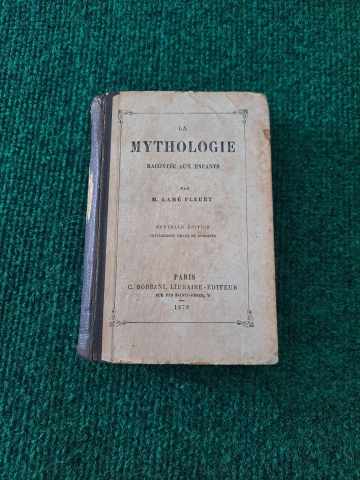 LA
MYTHOLOGIE
RACONTÉE AUX ENFANTS
PAR
M. LAMÉ FLEURY
NOUVELLE ÉDITION
PARIS
C. BORRANI, LIBRAIRE-ÉDITEUR
RUE DES SAINTS-PÈRES, 9
1878